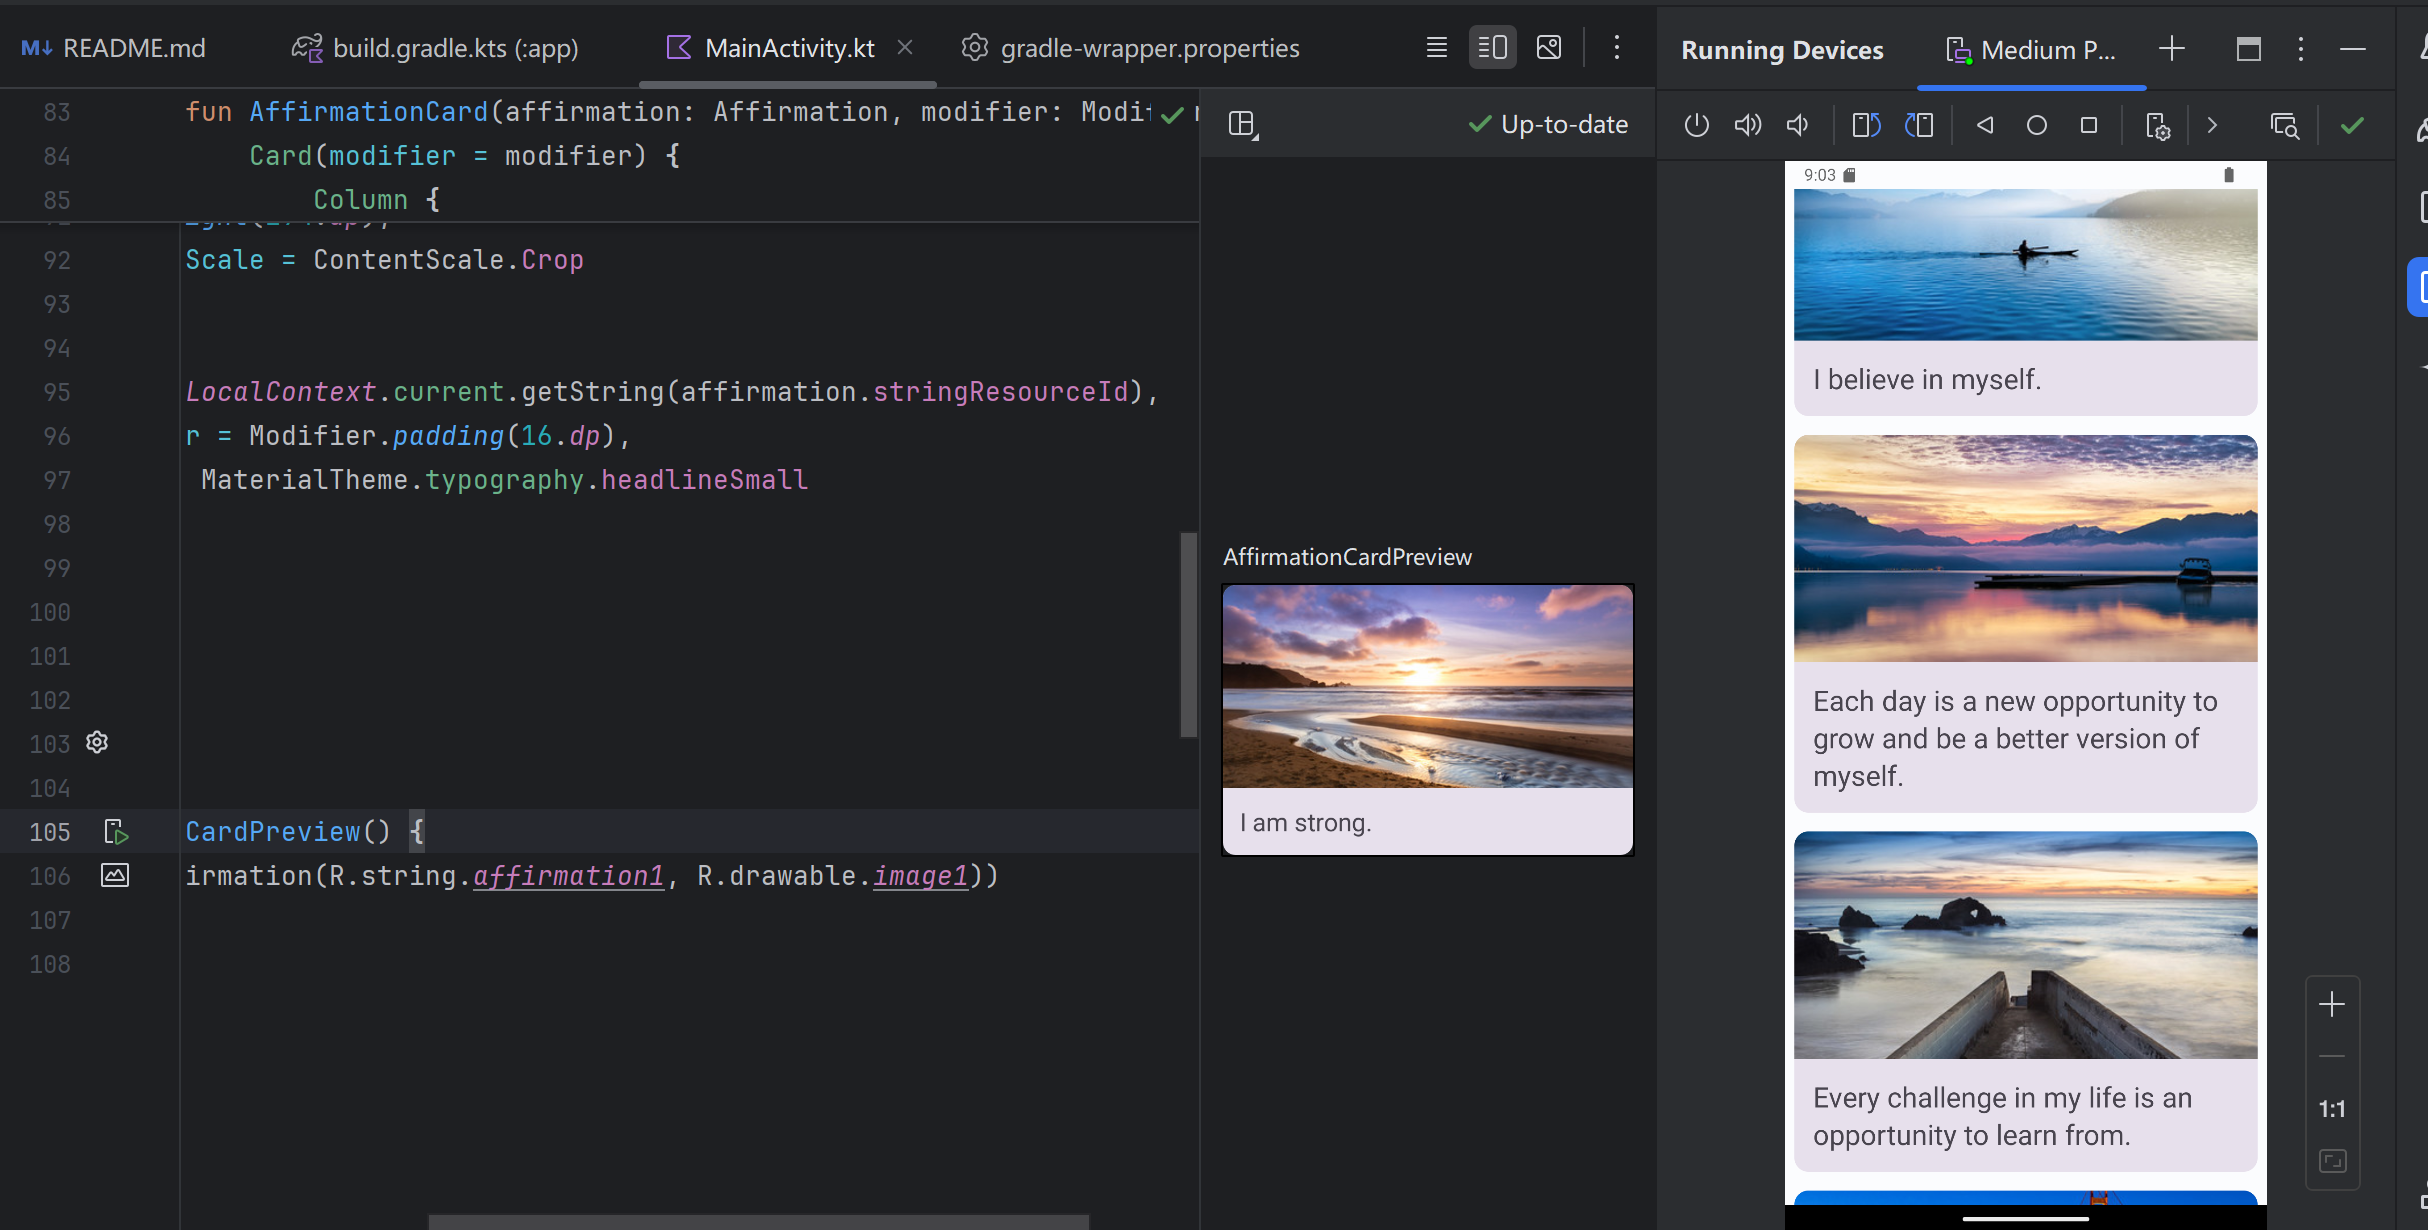 README.md
build.gradle.kts (:app)
MainActivity.kt
gradle-wrapper.properties
Running Devices
Medium P...
83 fun AffirmationCard(affirmation: Affirmation, modifier: Modif
84 Card(modifier = modifier) {
85 Column {
92 Scale = ContentScale.Crop
93
94
95 LocalContext.current.getString(affirmation.stringResourceId),
96 r = Modifier.padding(16.dp),
97 MaterialTheme.typography.headlineSmall
98
99
100
101
102
103
104
105 CardPreview() {
106 irmation(R.string.affirmation1, R.drawable.image1))
107
108
Up-to-date
AffirmationCardPreview
I am strong.
9:03
I believe in myself.
Each day is a new opportunity to
grow and be a better version of
myself.
Every challenge in my life is an
opportunity to learn from.
1:1